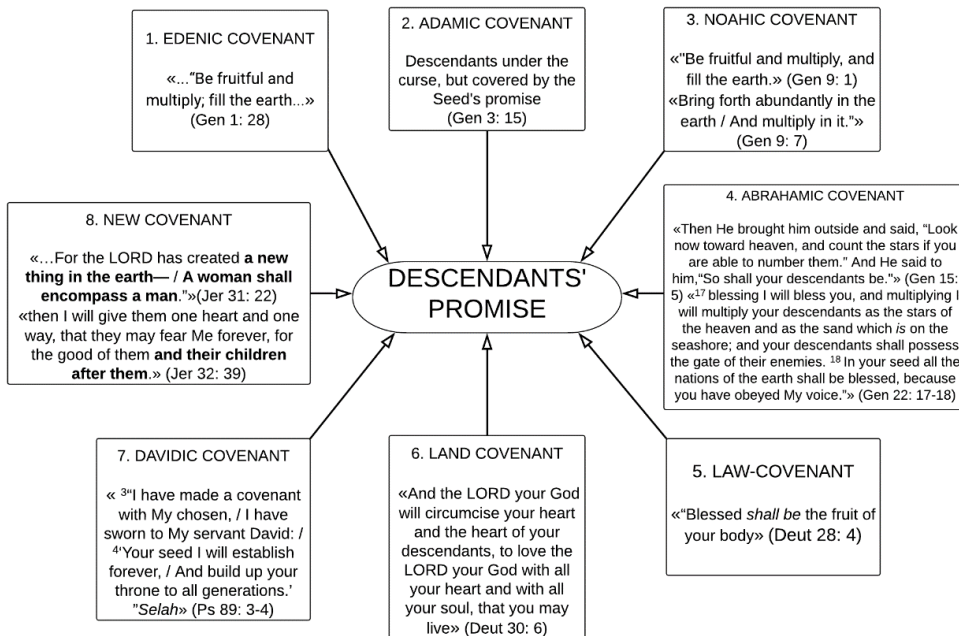 1. EDENIC COVENANT
«...“Be fruitful and
multiply; fill the earth...»
(Gen 1: 28)
2. ADAMIC COVENANT
Descendants under the
curse, but covered by the
Seed's promise
(Gen 3: 15)
3. NOAHIC COVENANT
«"Be fruitful and multiply, and
fill the earth.» (Gen 9: 1)
«Bring forth abundantly in the
earth / And multiply in it.”»
(Gen 9: 7)
4. ABRAHAMIC COVENANT
«Then He brought him outside and said, “Look
now toward heaven, and count the stars if you
are able to number them.” And He said to
him,“So shall your descendants be."» (Gen 15:
5) «¹⁷ blessing I will bless you, and multiplying I
will multiply your descendants as the stars of
the heaven and as the sand which is on the
seashore; and your descendants shall possess
the gate of their enemies. ¹⁸ In your seed all the
nations of the earth shall be blessed, because
you have obeyed My voice.”» (Gen 22: 17-18)
DESCENDANTS'
PROMISE
5. LAW-COVENANT
«“Blessed shall be the fruit of
your body» (Deut 28: 4)
6. LAND COVENANT
«And the LORD your God
will circumcise your heart
and the heart of your
descendants, to love the
LORD your God with all
your heart and with all
your soul, that you may
live» (Deut 30: 6)
7. DAVIDIC COVENANT
« ³“I have made a covenant
with My chosen, / I have
sworn to My servant David: /
⁴‘Your seed I will establish
forever, / And build up your
throne to all generations.’
”Selah» (Ps 89: 3-4)
8. NEW COVENANT
«…For the LORD has created a new
thing in the earth— / A woman shall
encompass a man.”»(Jer 31: 22)
«then I will give them one heart and one
way, that they may fear Me forever, for
the good of them and their children
after them.» (Jer 32: 39)